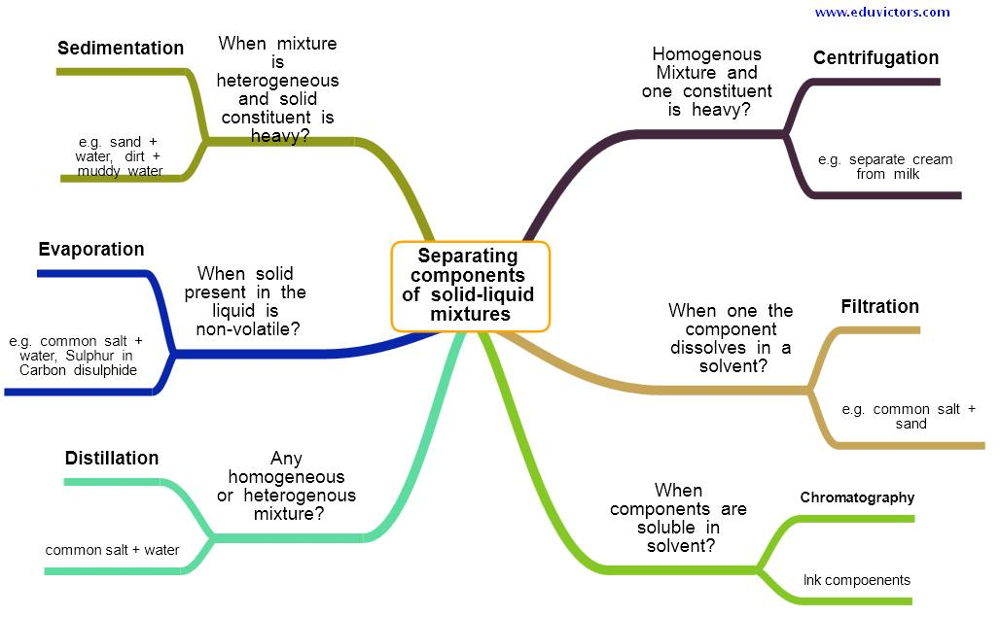 www.eduvictors.com
Separating
components
of solid-liquid
mixtures
Sedimentation
When mixture
is
heterogeneous
and solid
constituent is
heavy?
e.g. sand +
water, dirt +
muddy water
Evaporation
When solid
present in the
liquid is
non-volatile?
e.g. common salt +
water, Sulphur in
Carbon disulphide
Distillation
Any
homogeneous
or heterogenous
mixture?
common salt + water
Homogenous
Mixture and
one constituent
is heavy?
Centrifugation
e.g. separate cream
from milk
When one the
component
dissolves in a
solvent?
Filtration
e.g. common salt +
sand
When
components are
soluble in
solvent?
Chromatography
Ink compoenents